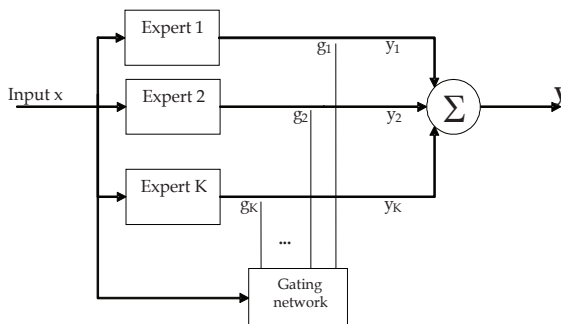 Expert 1
g1
y1
Input x
Expert 2
g2
y2
Σ
y
Expert K
gK
yK
...
Gating
network